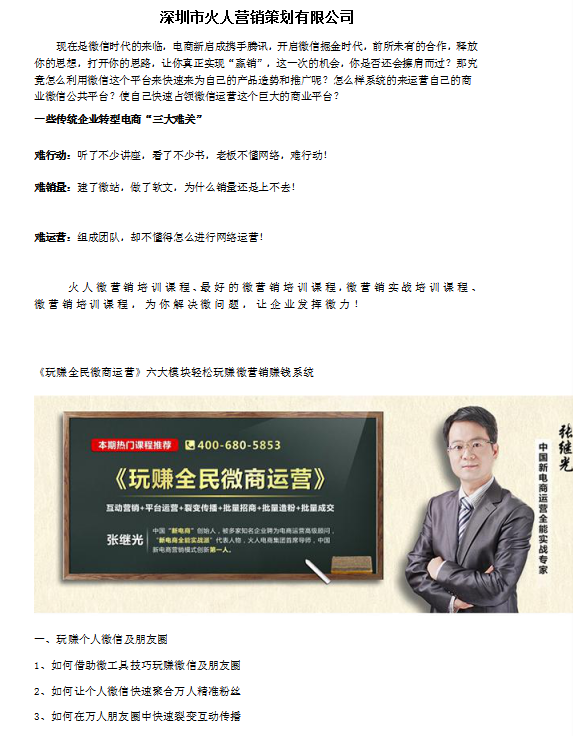 深圳市火人营销策划有限公司
现在是微信时代的来临，电商新启成携手腾讯，开启微信掘金时代，前所未有的合作，释放
你的思想，打开你的思路，让你真正实现“赢销”，这一次的机会，你是否还会擦肩而过？那究
竟怎么利用微信这个平台来快速来为自己的产品造势和推广呢？怎么样系统的来运营自己的商
业微信公共平台？使自己快速占领微信运营这个巨大的商业平台？
一些传统企业转型电商“三大难关”
难行动：听了不少讲座，看了不少书，老板不懂网络，难行动！
难销量：建了微站，做了软文，为什么销量还是上不去！
难运营：组成团队，却不懂得怎么进行网络运营！
火人微营销培训课程、最好的微营销培训课程，微营销实战培训课程、
微营销培训课程，为你解决微问题，让企业发挥微力！
《玩赚全民微商运营》六大模块轻松玩赚微营销赚钱系统
本期热门课程推荐 400-680-5853
《玩赚全民微商运营》
互动营销+平台运营+裂变传播+批量招商+批量造粉+批量成交
张继光
中国“新电商”创始人，被多家知名企业聘为电商运营高级顾问，
“新电商全能实战派”代表人物，火人电商集团首席导师，中国
新电商营销模式创新第一人。
张继光
中国新电商运营全能实战专家
一、玩赚个人微信及朋友圈
1、如何借助微工具技巧玩赚微信及朋友圈
2、如何让个人微信快速聚合万人精准粉丝
3、如何在万人朋友圈中快速裂变互动传播